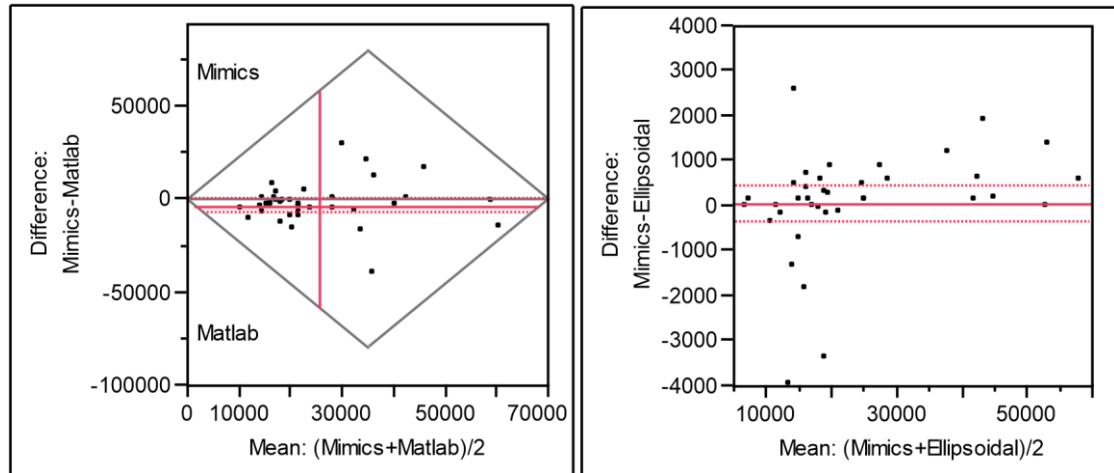 Difference:
Mimics-Matlab
50000
0
-50000
-100000
Mimics
Matlab
0 10000 30000 50000 70000
Mean: (Mimics+Matlab)/2
Difference:
Mimics-Ellipsoidal
4000
3000
2000
1000
0
-1000
-2000
-3000
-4000
10000 30000 50000
Mean: (Mimics+Ellipsoidal)/2